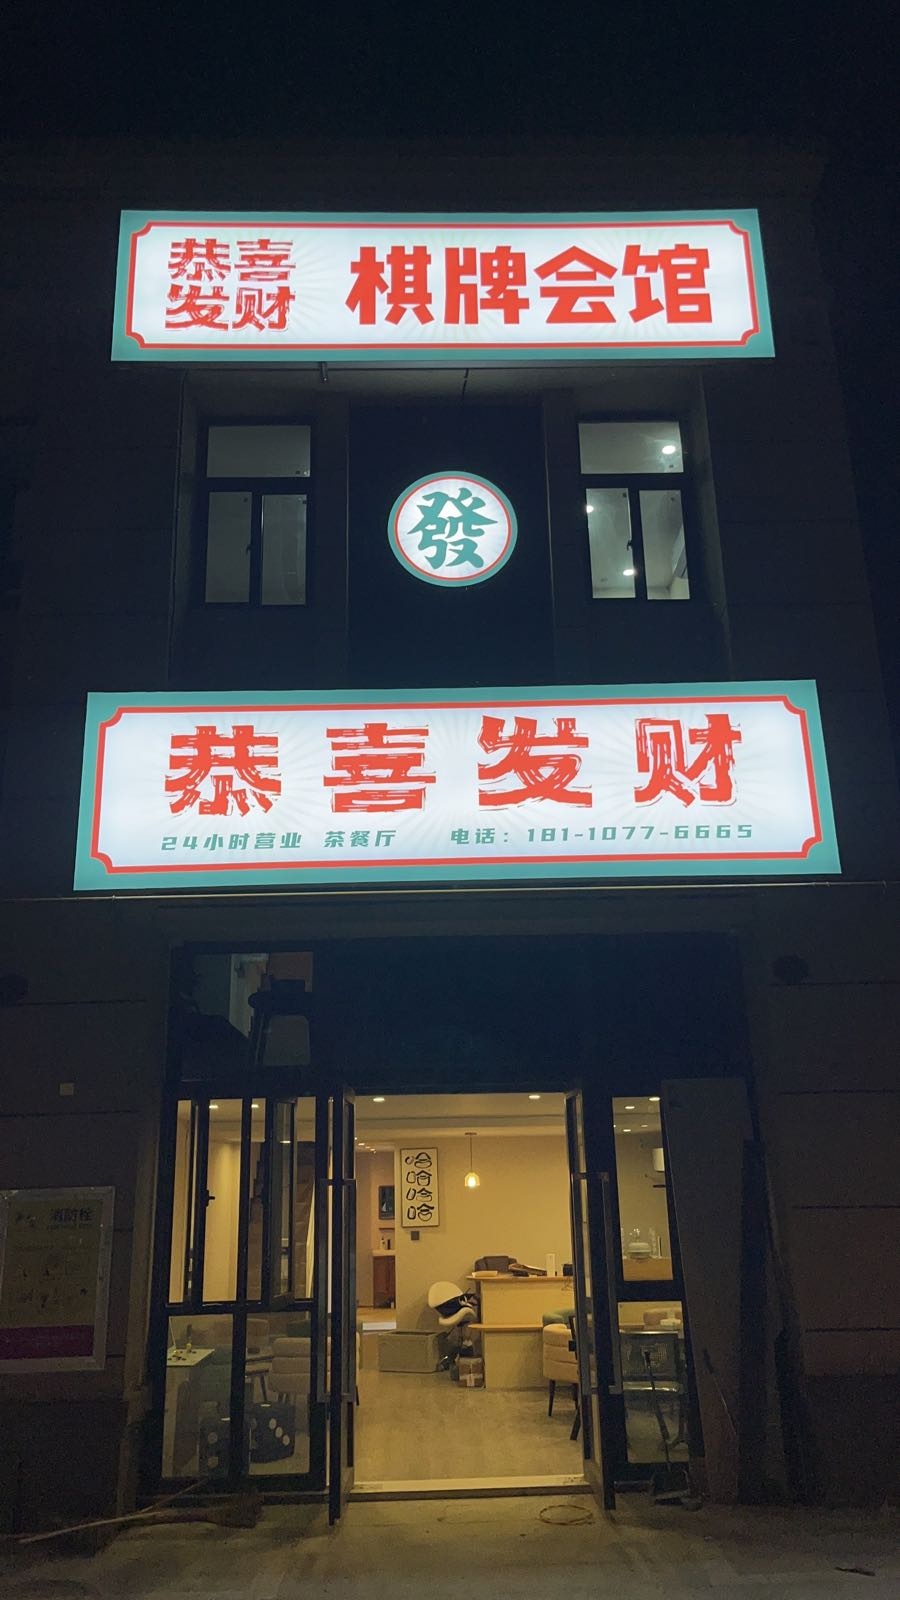 恭喜
发财
棋牌会馆
發
恭喜发财
24小时营业 茶餐厅 电话：181-1077-6665
哈
哈
哈
哈
消防栓